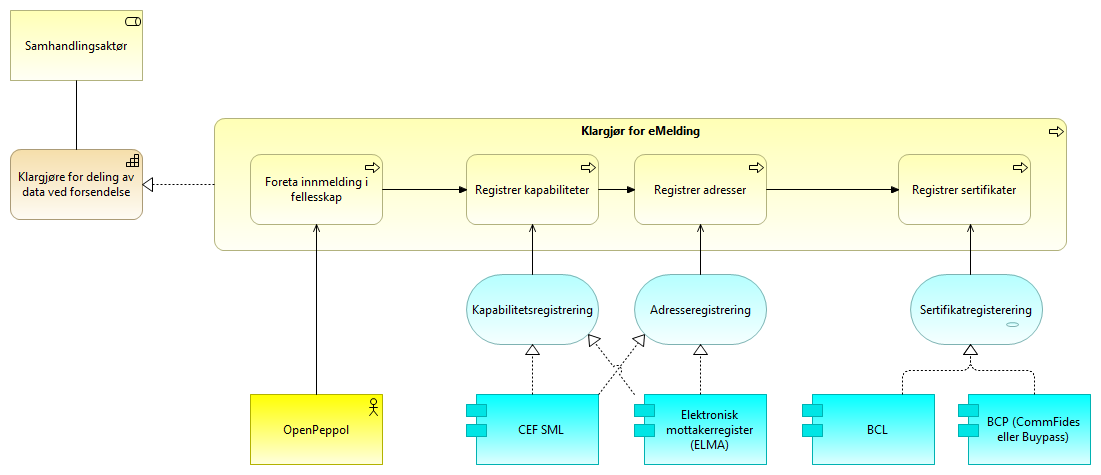 Samhandlingsaktør
Klargjøre for deling av
data ved forsendelse
Klargjør for eMelding
Foreta innmelding i
fellesskap
Registrer kapabiliteter
Registrer adresser
Registrer sertifikater
Kapabilitetsregistrering
Adresseregistrering
Sertifikatregisterering
OpenPeppol
CEF SML
Elektronisk
mottakerregister
(ELMA)
BCL
BCP (CommFides
eller Buypass)